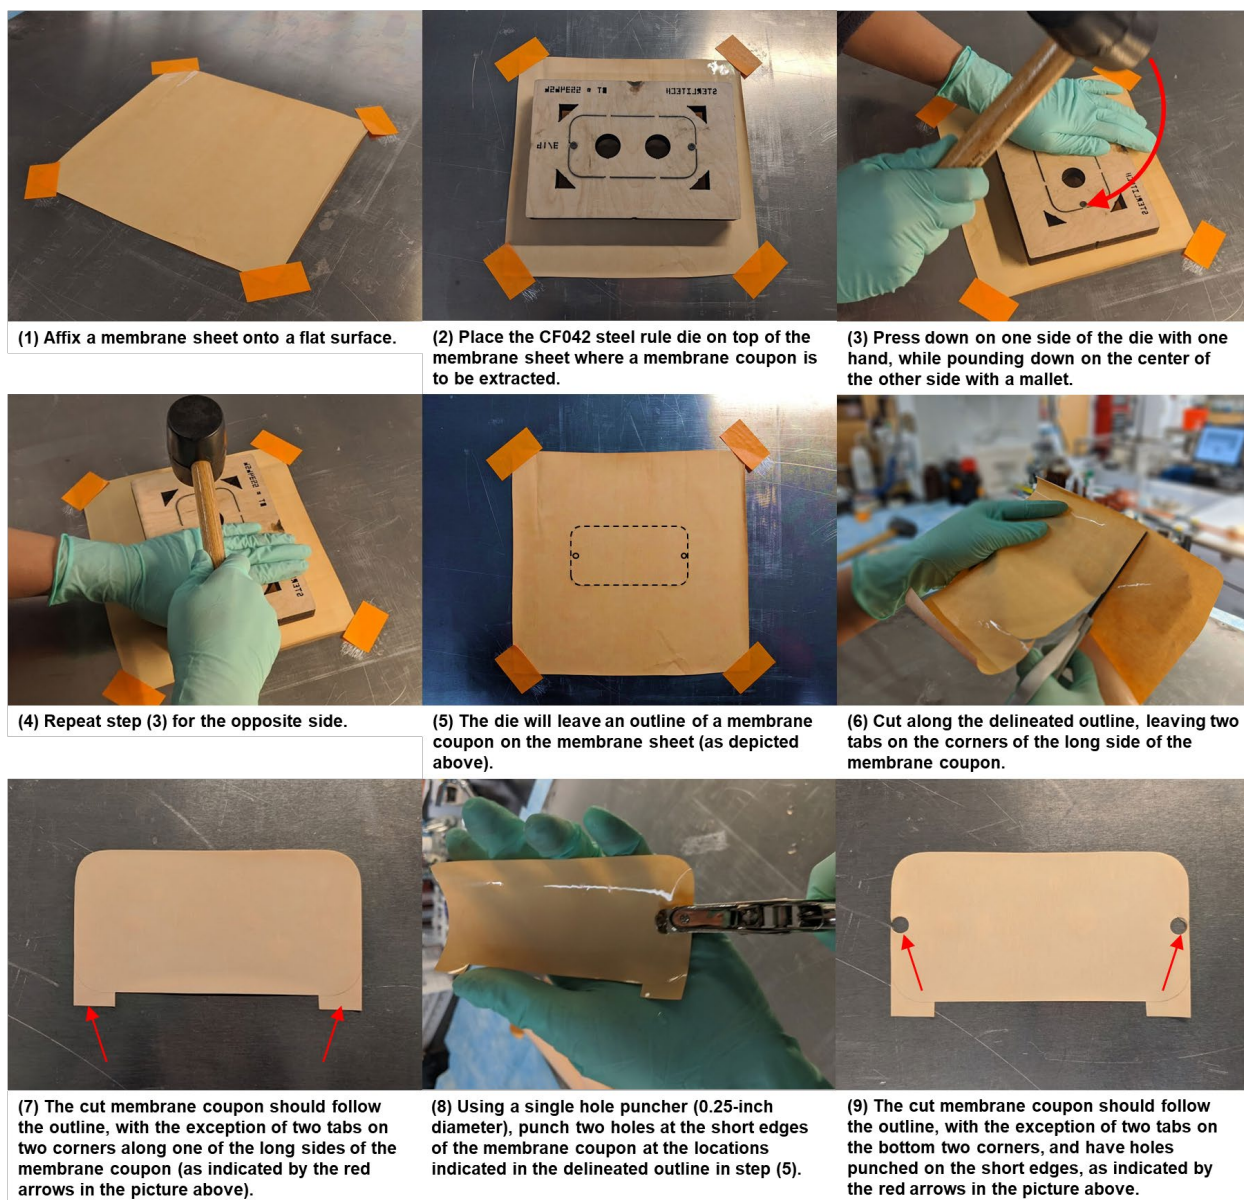 (1) Affix a membrane sheet onto a flat surface.
(2) Place the CF042 steel rule die on top of the
membrane sheet where a membrane coupon is
to be extracted.
STERLITECH
(3) Press down on one side of the die with one
hand, while pounding down on the center of
the other side with a mallet.
STERLITECH
(4) Repeat step (3) for the opposite side.
(5) The die will leave an outline of a membrane
coupon on the membrane sheet (as depicted
above).
(6) Cut along the delineated outline, leaving two
tabs on the corners of the long side of the
membrane coupon.
(7) The cut membrane coupon should follow
the outline, with the exception of two tabs on
two corners along one of the long sides of the
membrane coupon (as indicated by the red
arrows in the picture above).
(8) Using a single hole puncher (0.25-inch
diameter), punch two holes at the short edges
of the membrane coupon at the locations
indicated in the delineated outline in step (5).
(9) The cut membrane coupon should follow
the outline, with the exception of two tabs on
the bottom two corners, and have holes
punched on the short edges, as indicated by
the red arrows in the picture above.